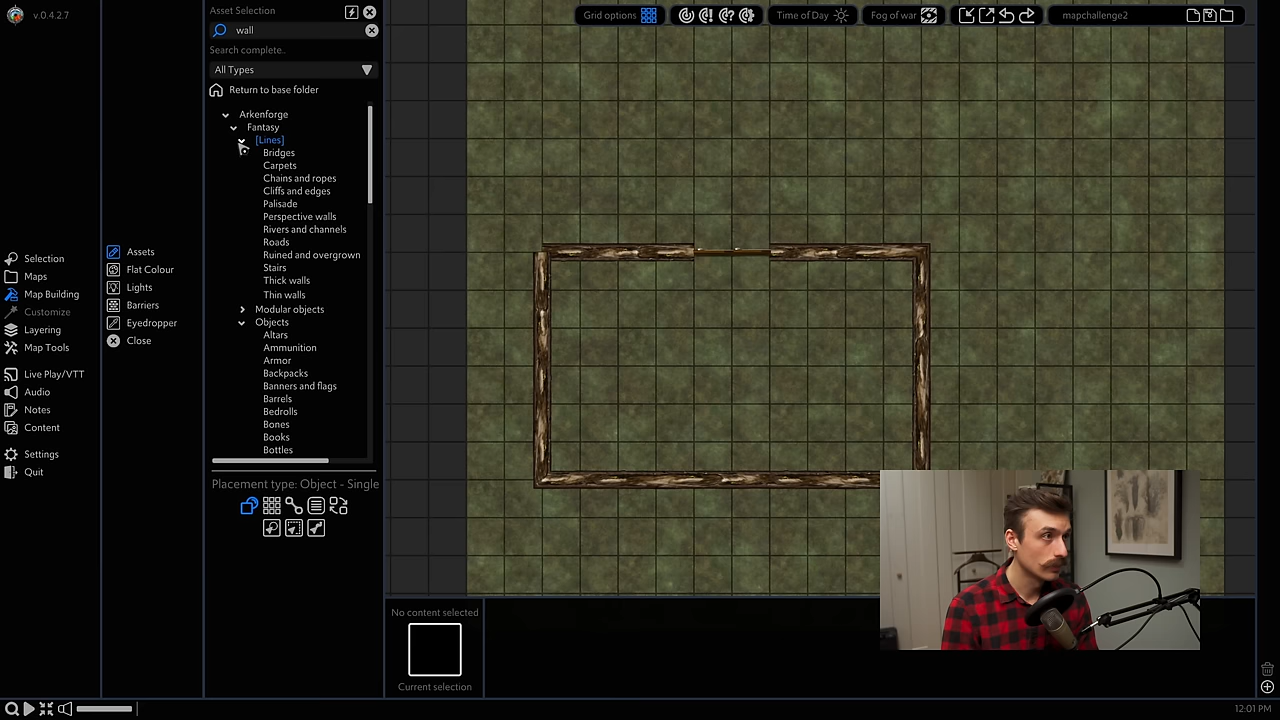 v.0.4.2.7
Selection
Maps
Map Building
Customize
Layering
Map Tools
Live Play/VTT
Audio
Notes
Content
Settings
Quit
Assets
Flat Colour
Lights
Barriers
Eyedropper
Close
Asset Selection
wall
Search complete..
All Types
Return to base folder
Arkenforge
Fantasy
[Lines]
Bridges
Carpets
Chains and ropes
Cliffs and edges
Palisade
Perspective walls
Rivers and channels
Roads
Ruined and overgrown
Stairs
Thick walls
Thin walls
Modular objects
Objects
Altars
Ammunition
Armor
Backpacks
Banners and flags
Barrels
Bedrolls
Bones
Books
Bottles
Placement type: Object - Single
Grid options
Time of Day
Fog of war
mapchallenge2
No content selected
Current selection
12:01 PM